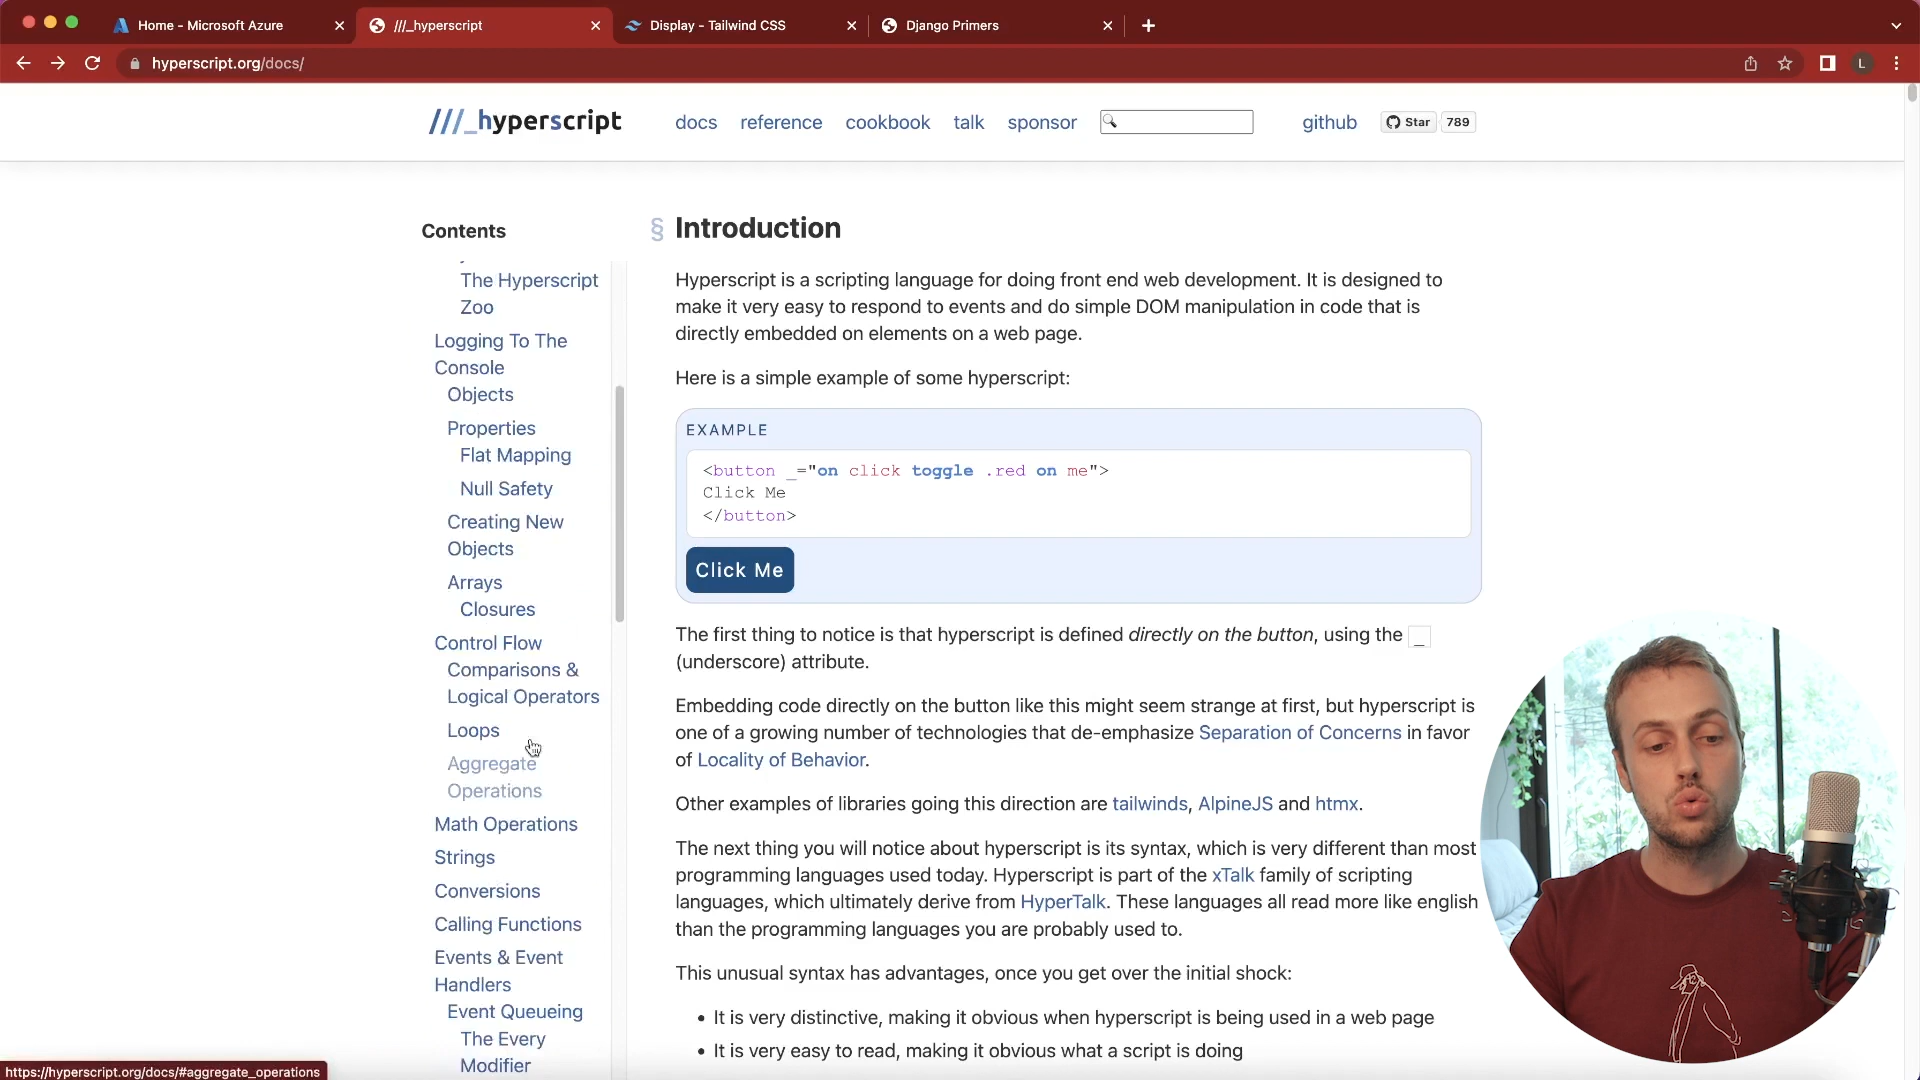 Home - Microsoft Azure
///_hyperscript
Display - Tailwind CSS
Django Primers
hyperscript.org/docs/
L
///_hyperscript
docs
reference
cookbook
talk
sponsor
github
Star
789
Contents
The Hyperscript
Zoo
Logging To The
Console
Objects
Properties
Flat Mapping
Null Safety
Creating New
Objects
Arrays
Closures
Control Flow
Comparisons &
Logical Operators
Loops
Aggregate
Operations
Math Operations
Strings
Conversions
Calling Functions
Events & Event
Handlers
Event Queueing
The Every
Modifier
§ Introduction
Hyperscript is a scripting language for doing front end web development. It is designed to
make it very easy to respond to events and do simple DOM manipulation in code that is
directly embedded on elements on a web page.
Here is a simple example of some hyperscript:
EXAMPLE
<button _="on click toggle .red on me">
Click Me
</button>
Click Me
The first thing to notice is that hyperscript is defined directly on the button, using the _
(underscore) attribute.
Embedding code directly on the button like this might seem strange at first, but hyperscript is
one of a growing number of technologies that de-emphasize Separation of Concerns in favor
of Locality of Behavior.
Other examples of libraries going this direction are tailwinds, AlpineJS and htmx.
The next thing you will notice about hyperscript is its syntax, which is very different than most
programming languages used today. Hyperscript is part of the xTalk family of scripting
languages, which ultimately derive from HyperTalk. These languages all read more like english
than the programming languages you are probably used to.
This unusual syntax has advantages, once you get over the initial shock:
• It is very distinctive, making it obvious when hyperscript is being used in a web page
• It is very easy to read, making it obvious what a script is doing
https://hyperscript.org/docs/#aggregate_operations